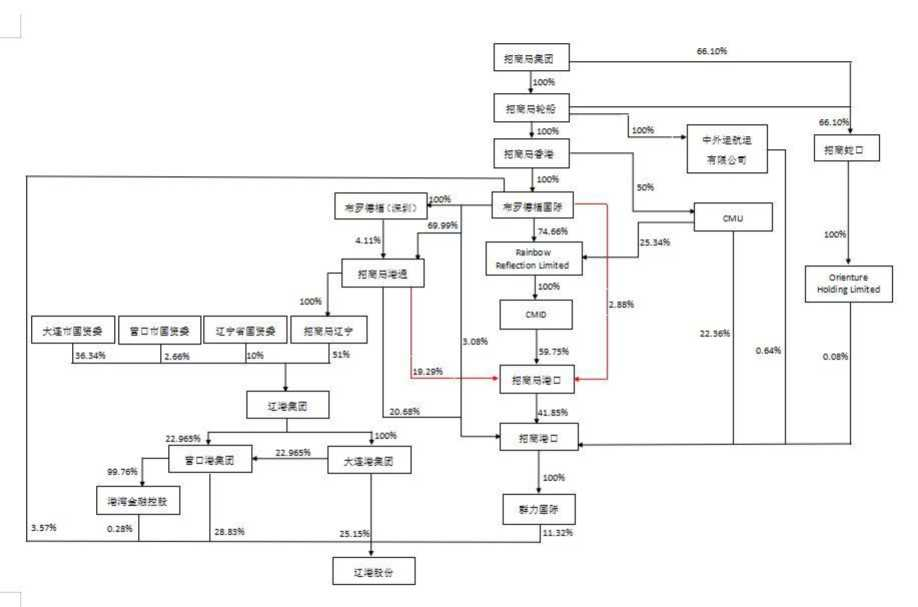 招商局集团
66.10%
100%
招商局轮船
100%
100%
66.10%
中外运航运
有限公司
招商蛇口
招商局香港
100%
50%
布罗德福（深圳）
100%
布罗德福国际
CMU
69.99%
74.66%
4.11%
25.34%
100%
Rainbow
Reflection Limited
招商局港通
Orienture
Holding Limited
100%
100%
2.88%
CMID
大连市国资委
营口市国资委
辽宁省国资委
招商局辽宁
22.36%
3.08%
59.75%
0.64%
0.08%
36.34%
2.66%
10%
51%
19.29%
招商局港口
辽港集团
20.68%
41.85%
22.965%
100%
招商港口
营口港集团
22.965%
大连港集团
99.76%
100%
港湾金融控股
群力国际
3.57%
0.28%
28.83%
25.15%
11.32%
辽港股份